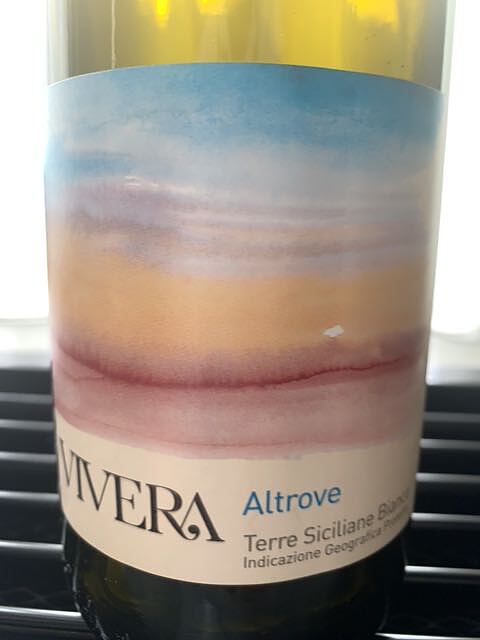 VIVERA
Altrove
Terre Siciliane Bianco
Indicazione Geografica